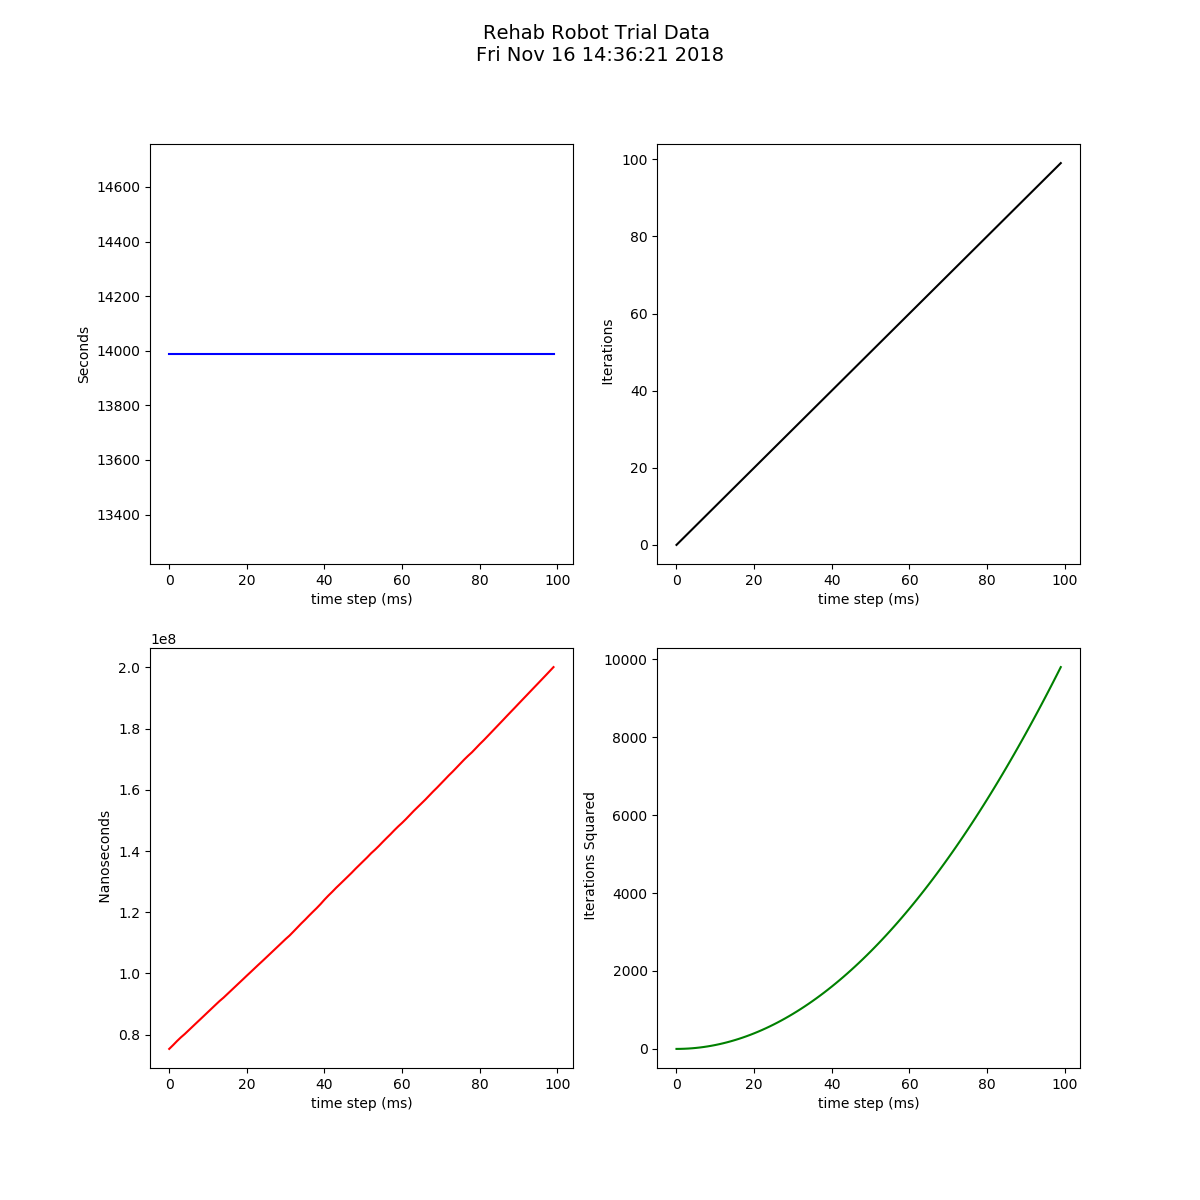 Rehab Robot Trial Data
Fri Nov 16 14:36:21 2018
Seconds
14600
14400
14200
14000
13800
13600
13400
0 20 40 60 80 100
time step (ms)
Iterations
100
80
60
40
20
0
0 20 40 60 80 100
time step (ms)
1e8
Nanoseconds
2.0
1.8
1.6
1.4
1.2
1.0
0.8
0 20 40 60 80 100
time step (ms)
Iterations Squared
10000
8000
6000
4000
2000
0
0 20 40 60 80 100
time step (ms)